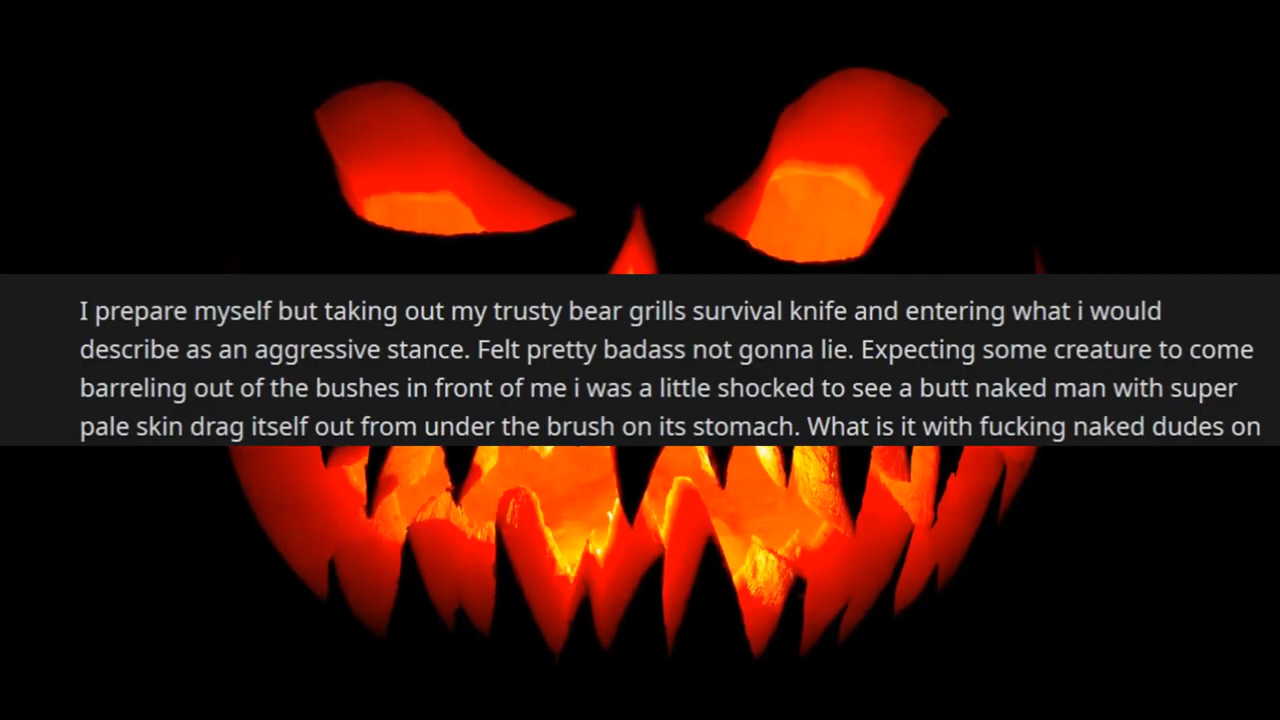 I prepare myself but taking out my trusty bear grills survival knife and entering what i would
describe as an aggressive stance. Felt pretty badass not gonna lie. Expecting some creature to come
barreling out of the bushes in front of me i was a little shocked to see a butt naked man with super
pale skin drag itself out from under the brush on its stomach. What is it with fucking naked dudes on